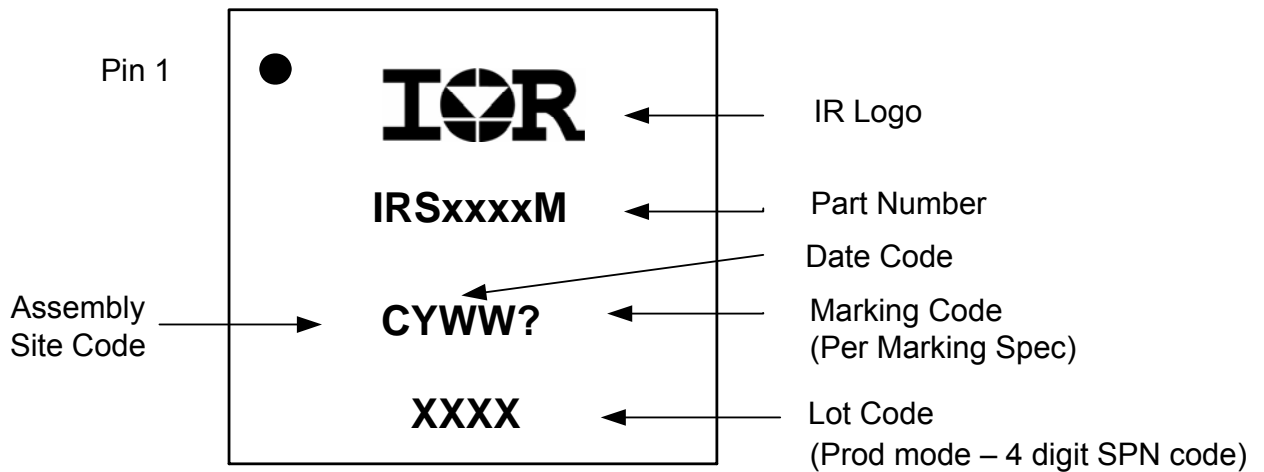 Pin 1
IOR
IR Logo
IRSxxxxM
Part Number
Date Code
Assembly
Site Code
CYWW?
Marking Code
(Per Marking Spec)
XXXX
Lot Code
(Prod mode – 4 digit SPN code)